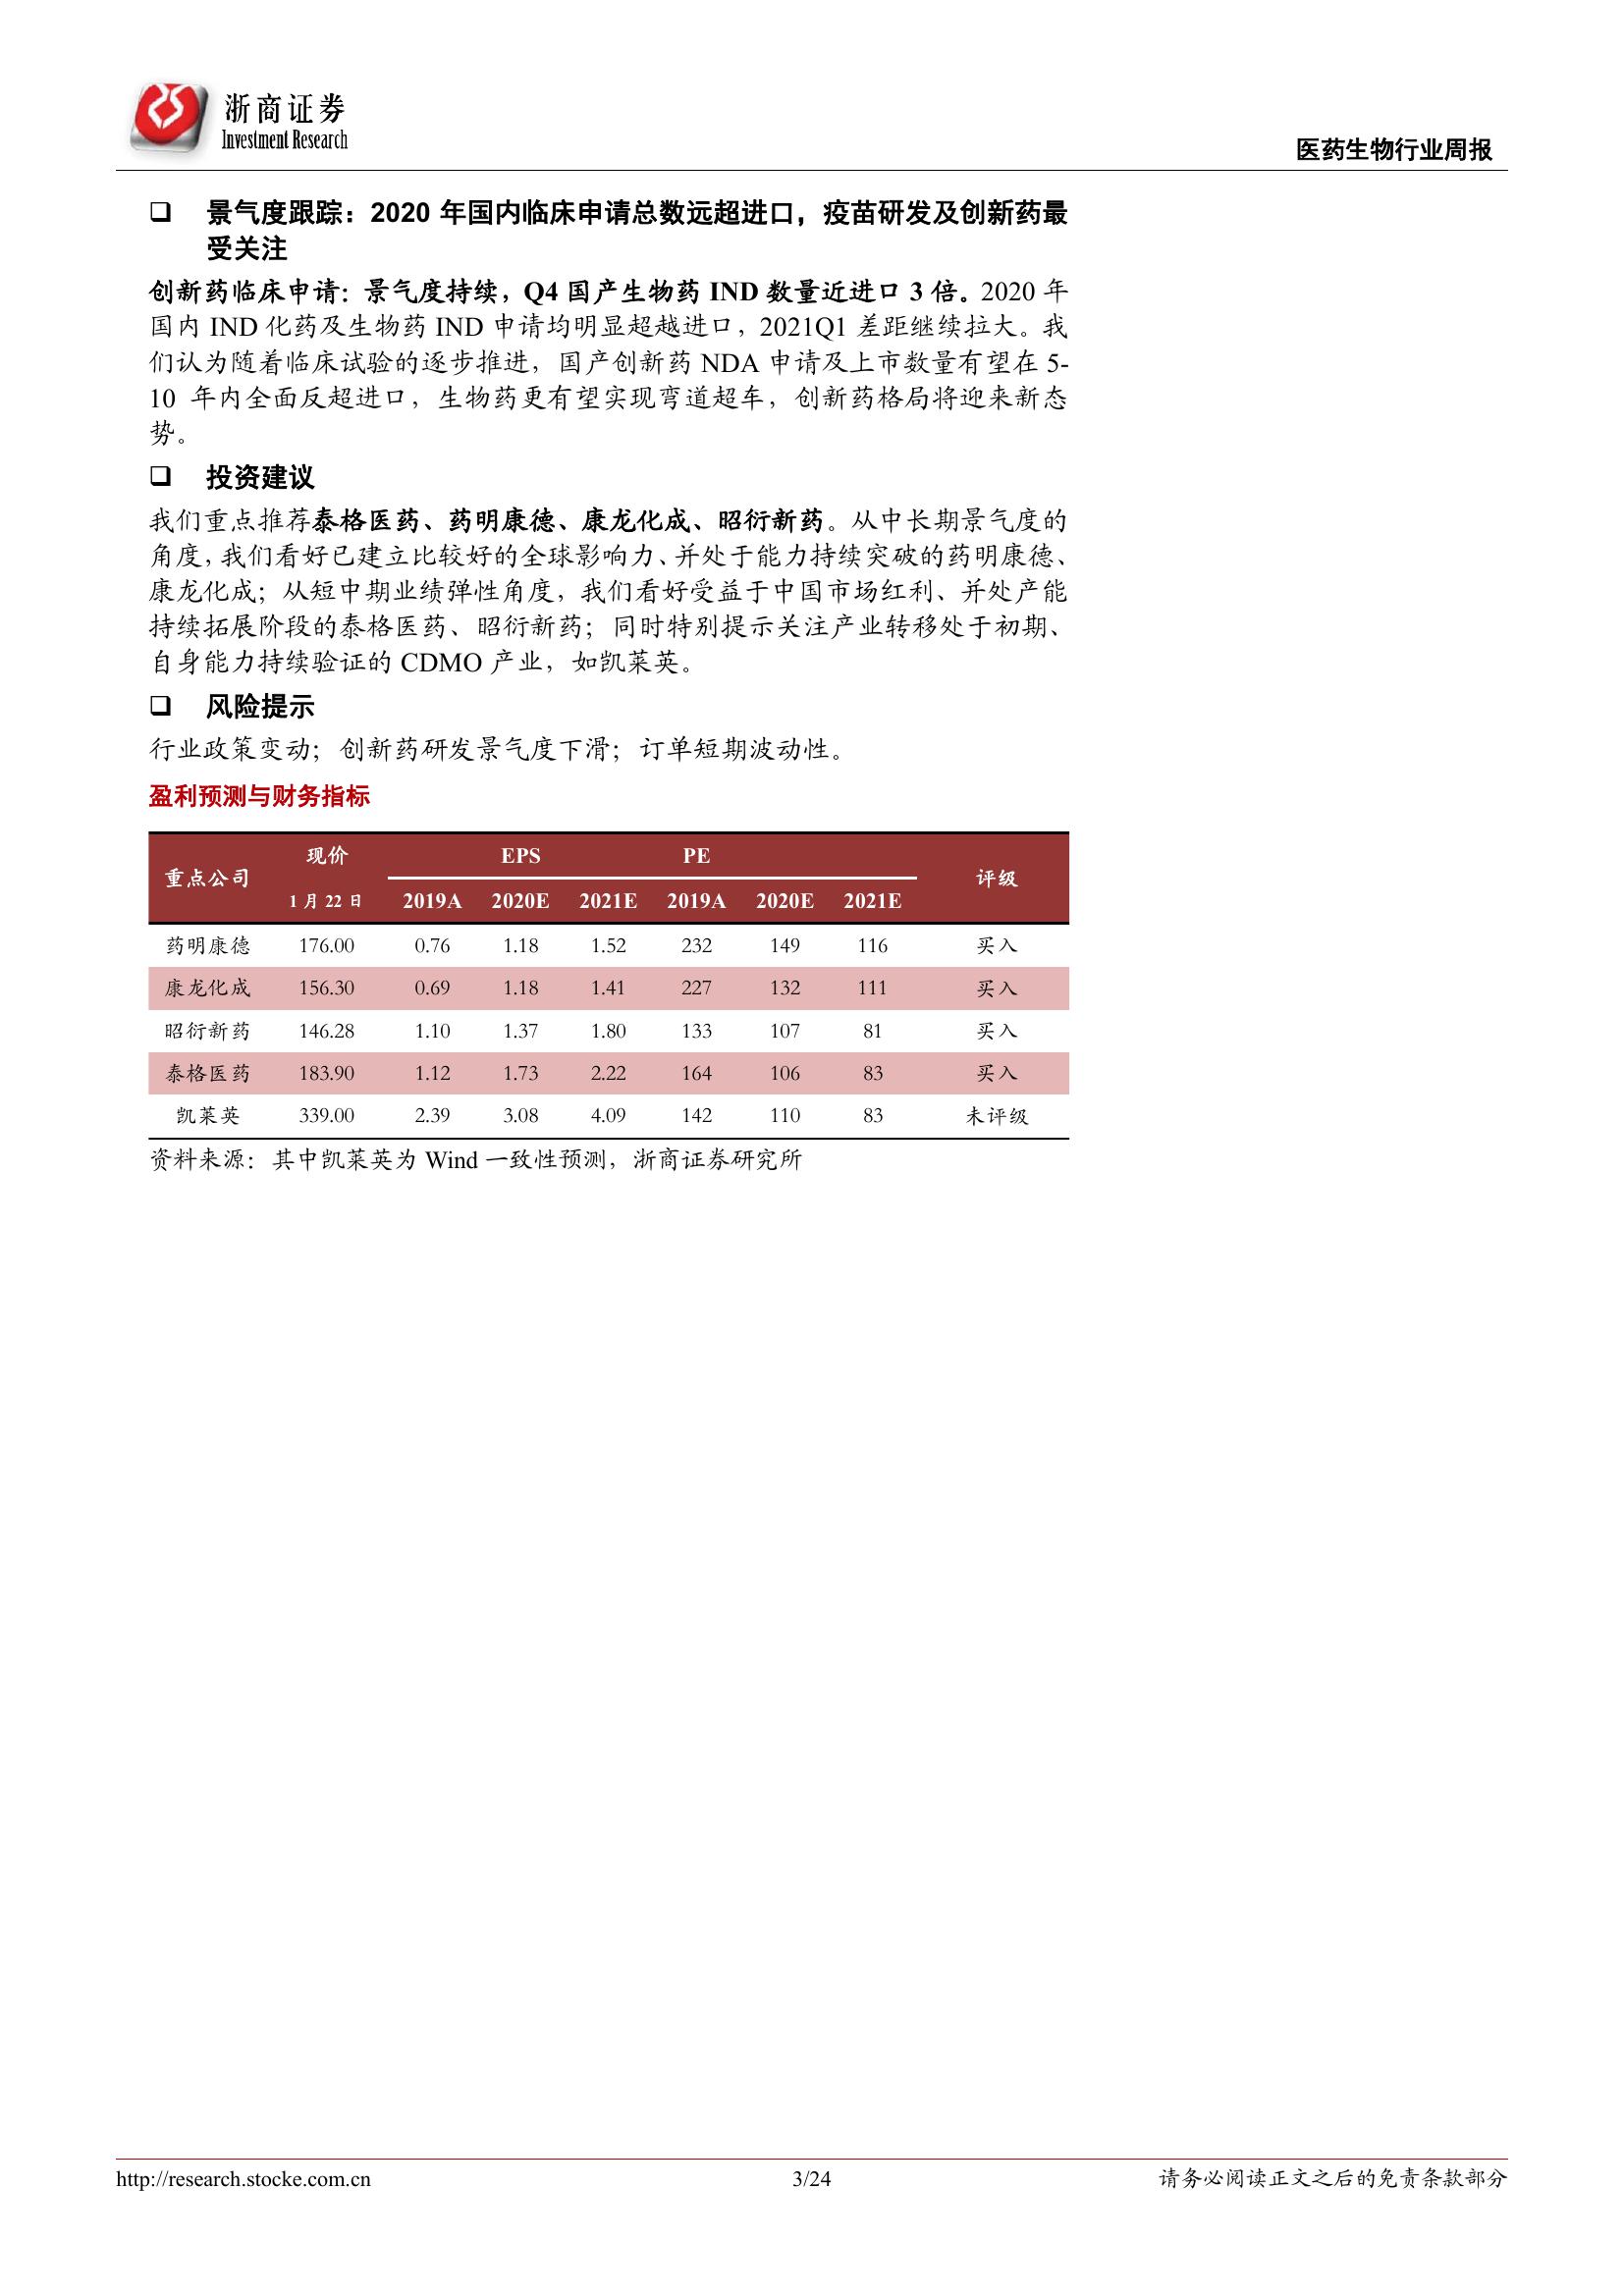 浙商证券
Investment Research
医药生物行业周报
❑ 景气度跟踪：2020 年国内临床申请总数远超进口，疫苗研发及创新药最
受关注
创新药临床申请：景气度持续，Q4 国产生物药 IND 数量近进口 3 倍。2020 年
国内 IND 化药及生物药 IND 申请均明显超越进口，2021Q1 差距继续拉大。我
们认为随着临床试验的逐步推进，国产创新药 NDA 申请及上市数量有望在 5-
10 年内全面反超进口，生物药更有望实现弯道超车，创新药格局将迎来新态
势。
❑ 投资建议
我们重点推荐泰格医药、药明康德、康龙化成、昭衍新药。从中长期景气度的
角度，我们看好已建立比较好的全球影响力、并处于能力持续突破的药明康德、
康龙化成；从短中期业绩弹性角度，我们看好受益于中国市场红利、并处产能
持续拓展阶段的泰格医药、昭衍新药；同时特别提示关注产业转移处于初期、
自身能力持续验证的 CDMO 产业，如凯莱英。
❑ 风险提示
行业政策变动；创新药研发景气度下滑；订单短期波动性。
盈利预测与财务指标
重点公司 现价 EPS PE 评级
1 月 22 日 2019A 2020E 2021E 2019A 2020E 2021E
药明康德 176.00 0.76 1.18 1.52 232 149 116 买入
康龙化成 156.30 0.69 1.18 1.41 227 132 111 买入
昭衍新药 146.28 1.10 1.37 1.80 133 107 81 买入
泰格医药 183.90 1.12 1.73 2.22 164 106 83 买入
凯莱英 339.00 2.39 3.08 4.09 142 110 83 未评级
资料来源：其中凯莱英为 Wind 一致性预测，浙商证券研究所
http://research.stocke.com.cn 3/24 请务必阅读正文之后的免责条款部分